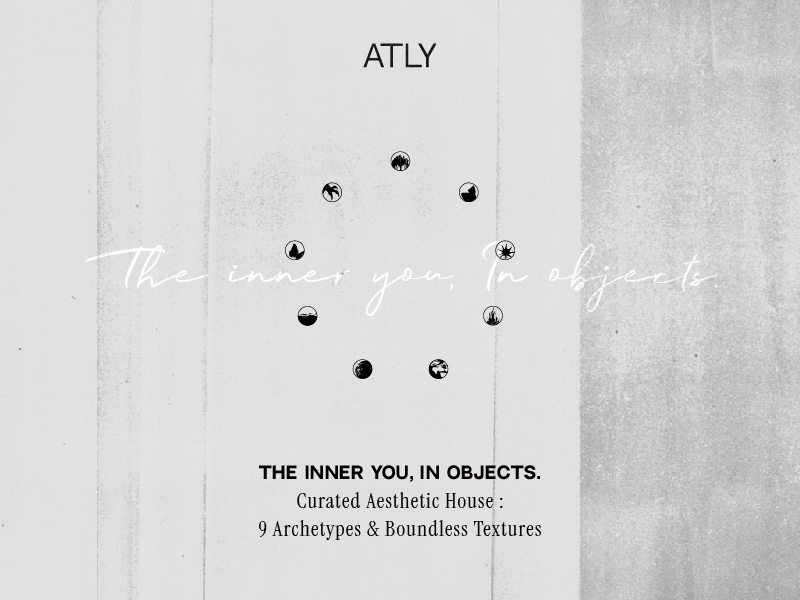 ATLY
The inner you, In objects.
THE INNER YOU, IN OBJECTS.
Curated Aesthetic House :
9 Archetypes & Boundless Textures